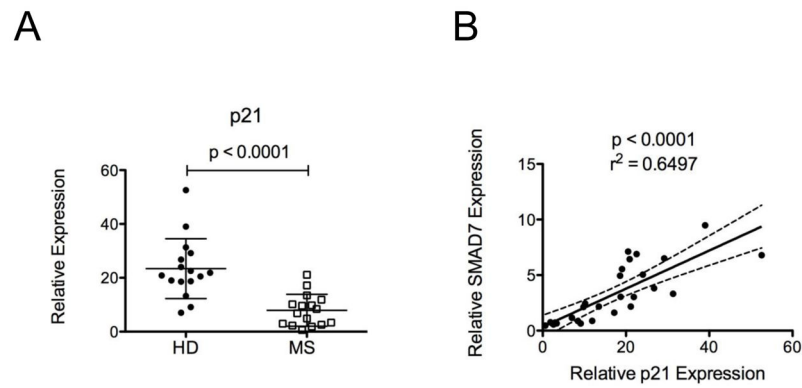 A
p21
p < 0.0001
Relative Expression
60
40
20
0
HD
MS
B
p < 0.0001
r² = 0.6497
Relative SMAD7 Expression
15
10
5
0
0
20
40
60
Relative p21 Expression